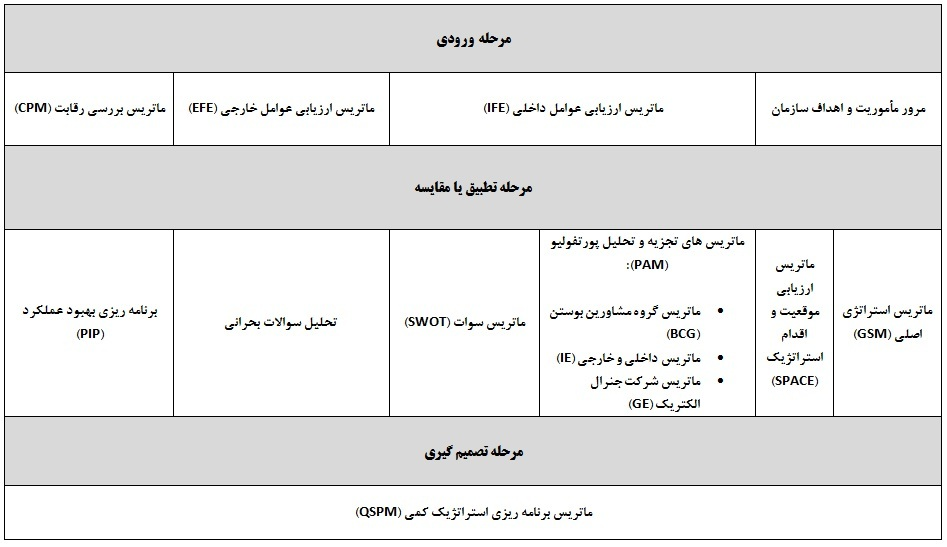 مرحله ورودی
مرور مأموریت و اهداف سازمان
ماتریس ارزیابی عوامل داخلی (IFE)
ماتریس ارزیابی عوامل خارجی (EFE)
ماتریس بررسی رقابت (CPM)
مرحله تطبیق یا مقایسه
ماتریس استراتژی
اصلی (GSM)
ماتریس
ارزیابی
موقعیت و
اقدام
استراتژیک
(SPACE)
ماتریس های تجزیه و تحلیل پورتفولیو
(PAM):
• ماتریس گروه مشاورین بوستن
(BCG)
• ماتریس داخلی و خارجی (IE)
• ماتریس شرکت جنرال
الکتریک (GE)
ماتریس سوات (SWOT)
تحلیل سوالات بحرانی
برنامه ریزی بهبود عملکرد
(PIP)
مرحله تصمیم گیری
ماتریس برنامه ریزی استراتژیک کمی (QSPM)